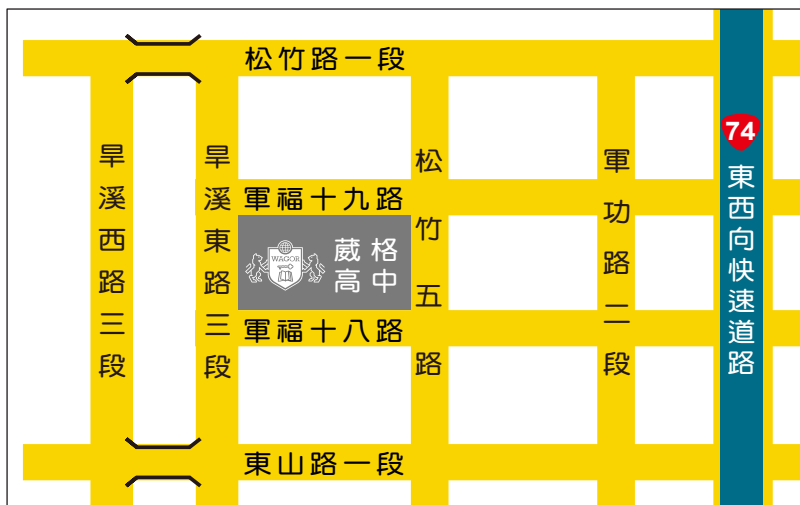 松竹路一段
74
東西向快速道路
旱溪西路三段
旱溪東路三段
松竹五路
軍功路二段
軍福十九路
WAGOR
葳格
高中
軍福十八路
東山路一段